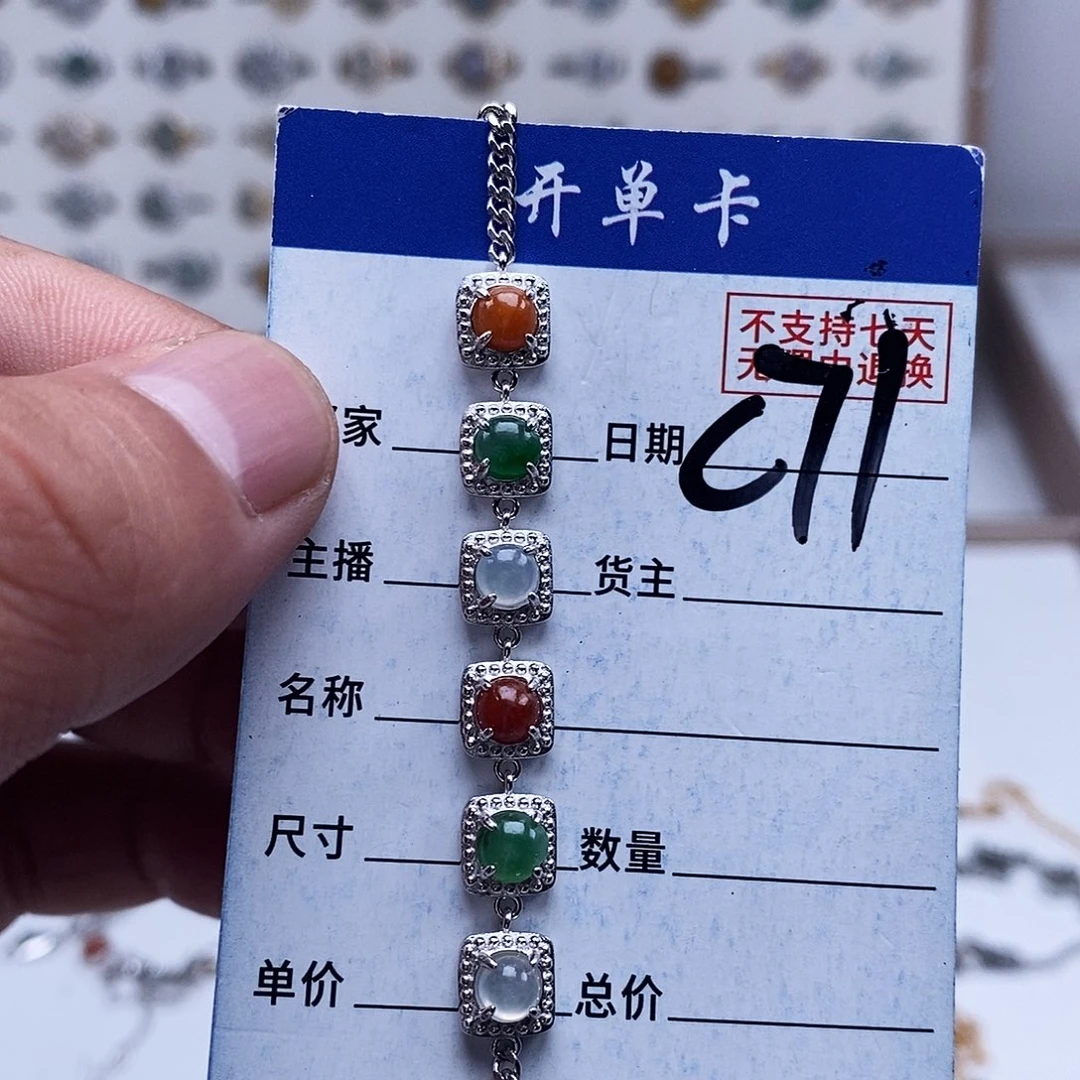 开单卡
不支持七天
无理由退换
家 日期
主播 货主
名称
尺寸 数量
单价 总价